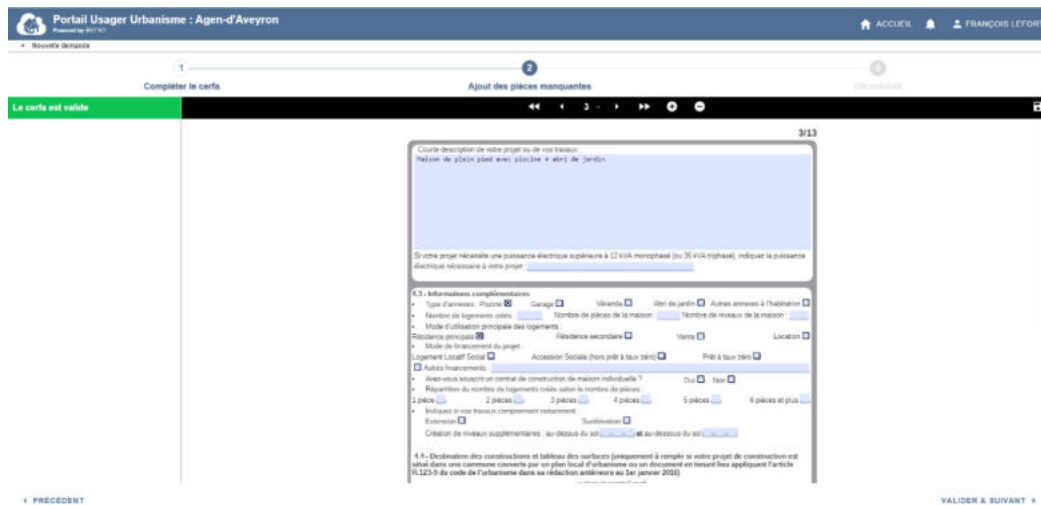 Portail Usager Urbanisme : Agen-d'Aveyron
ACCUEIL FRANÇOIS LEFORT
Powered by
> Nouvelle demande
1 2 3
Compléter le cerfa Ajout des pièces manquantes
Le cerfa est valide 3
3/13
Courte description de votre projet ou de vos travaux :
Maison de plein pied avec piscine + abri de jardin
Si votre projet nécessite une puissance électrique supérieure à 12 kVA monophasé (ou 36 kVA triphasé), indiquez la puissance
électrique nécessaire à votre projet :
4.3 - Informations complémentaires
• Type d'annexes : Piscine Garage Véranda Abri de jardin Autres annexes à l'habitation
• Nombre de logements créés : Nombre de pièces de la maison : Nombre de niveaux de la maison :
• Mode d'utilisation principale des logements :
Résidence principale Résidence secondaire Vente Location
• Mode de financement du projet :
Logement Locatif Social Accession Sociale (hors prêt à taux zéro) Prêt à taux zéro
Autres financements :
• Avez-vous souscrit un contrat de construction de maison individuelle ? Oui Non
• Répartition du nombre de logements créés selon le nombre de pièces
1 pièce 2 pièces 3 pièces 4 pièces 5 pièces 6 pièces et plus
• Indiquez si vos travaux comprennent notamment :
Extension Surélévation
Création de niveaux supplémentaires : au-dessus du sol et au-dessous du sol
4.4 - Destination des constructions et tableau des surfaces (uniquement à remplir si votre projet de construction est
situé dans une commune couverte par un plan local d'urbanisme ou un document en tenant lieu appliquant l'article
R.123-9 du code de l'urbanisme dans sa rédaction antérieure au 1er janvier 2016)
PRÉCÉDENT VALIDER & SUIVANT